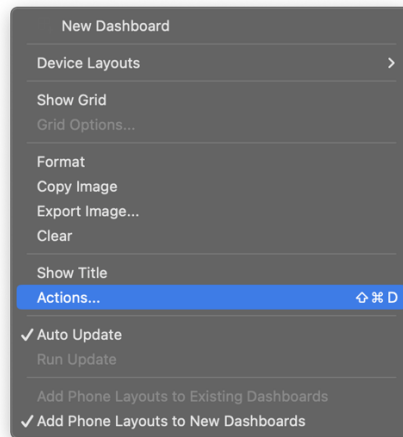 New Dashboard
Device Layouts
Show Grid
Grid Options...
Format
Copy Image
Export Image...
Clear
Show Title
Actions... ⇧⌘D
✓ Auto Update
Run Update
Add Phone Layouts to Existing Dashboards
✓ Add Phone Layouts to New Dashboards